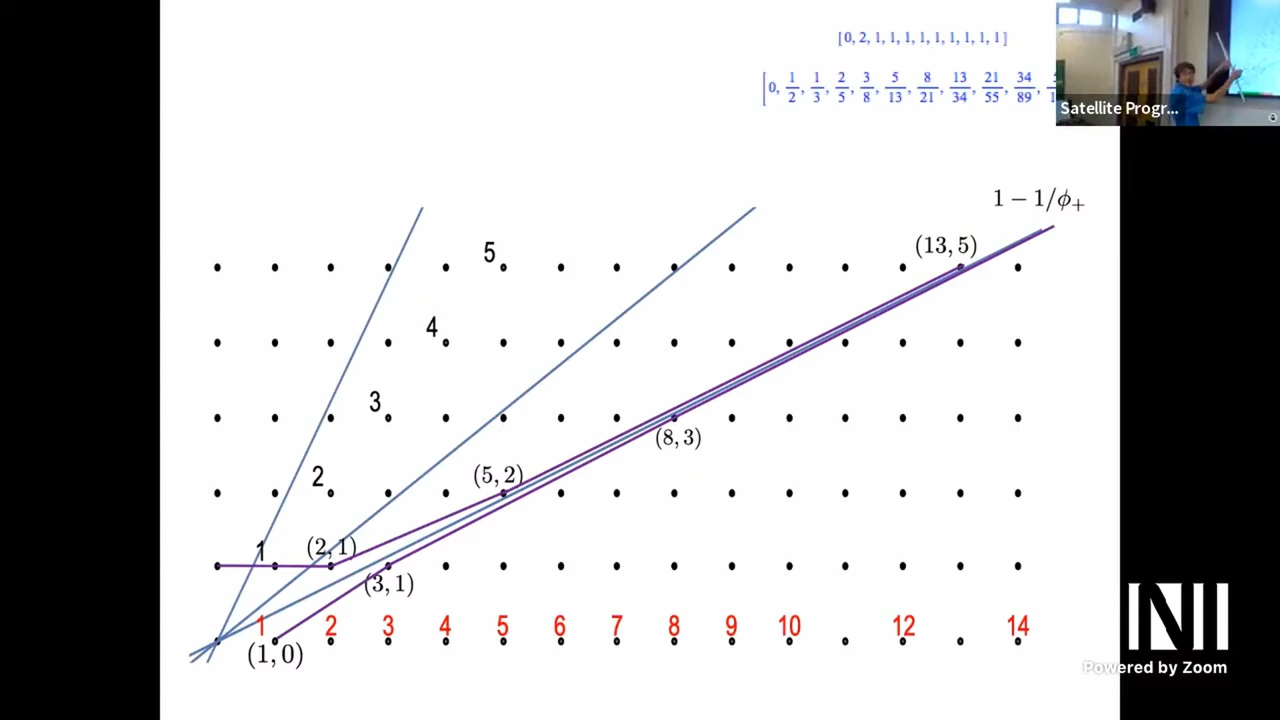 [0, 2, 1, 1, 1, 1, 1, 1, 1, 1, 1]
[0, 1/2, 1/3, 2/5, 3/8, 5/13, 8/21, 13/34, 21/55, 34/89,
Satellite Progr...
1 − 1/ϕ₊
5
(13, 5)
4
3
(8, 3)
2
(5, 2)
1
(2, 1)
(3, 1)
1 2 3 4 5 6 7 8 9 10 12 14
(1, 0)
NI
Powered by Zoom